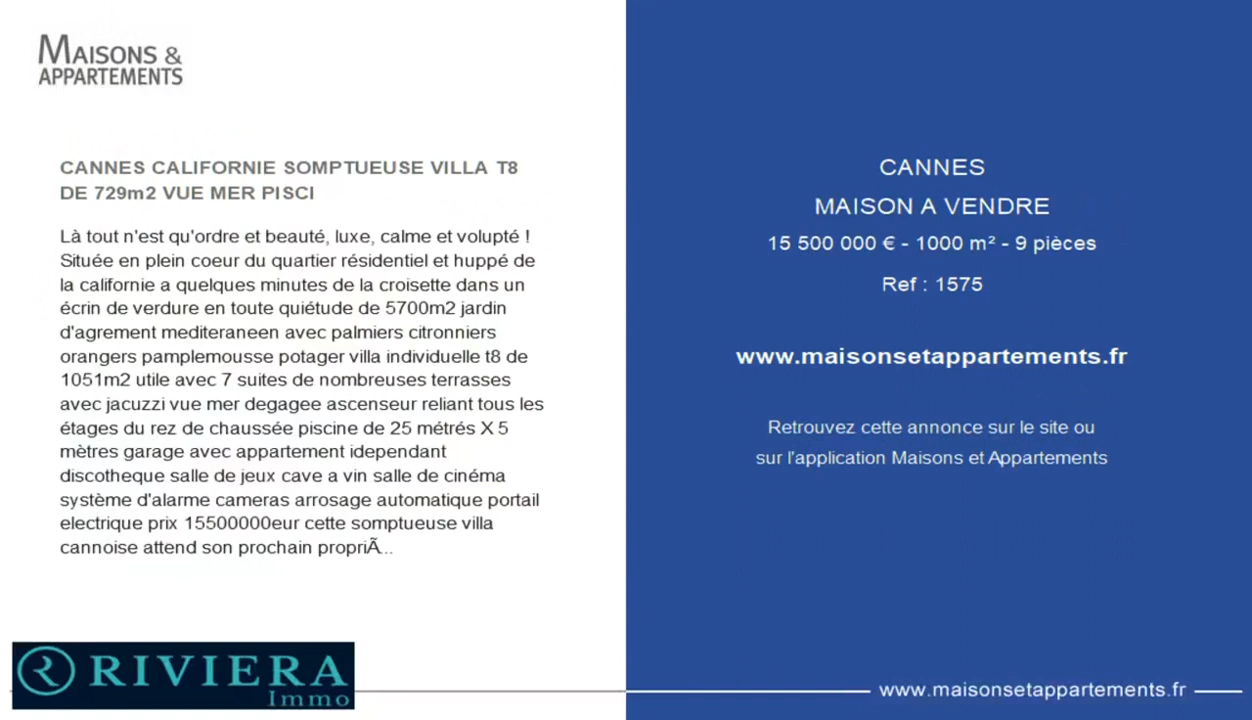 MAISONS &
APPARTEMENTS
CANNES CALIFORNIE SOMPTUEUSE VILLA T8
DE 729m2 VUE MER PISCI
Là tout n'est qu'ordre et beauté, luxe, calme et volupté !
Située en plein coeur du quartier résidentiel et huppé de
la californie a quelques minutes de la croisette dans un
écrin de verdure en toute quiétude de 5700m2 jardin
d'agrement mediteraneen avec palmiers citronniers
orangers pamplemousse potager villa individuelle t8 de
1051m2 utile avec 7 suites de nombreuses terrasses
avec jacuzzi vue mer degagee ascenseur reliant tous les
étages du rez de chaussée piscine de 25 métrés X 5
mètres garage avec appartement idependant
discotheque salle de jeux cave a vin salle de cinéma
système d'alarme cameras arrosage automatique portail
electrique prix 15500000eur cette somptueuse villa
cannoise attend son prochain propriÃ...
RIVIERA
Immo
CANNES
MAISON A VENDRE
15 500 000 € - 1000 m² - 9 pièces
Ref : 1575
www.maisonsetappartements.fr
Retrouvez cette annonce sur le site ou
sur l'application Maisons et Appartements
www.maisonsetappartements.fr